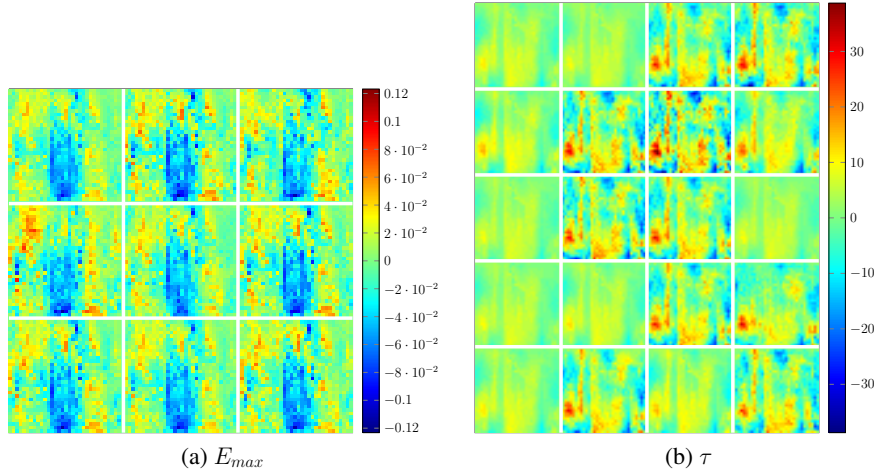 0.12
0.1
8 · 10⁻²
6 · 10⁻²
4 · 10⁻²
2 · 10⁻²
0
−2 · 10⁻²
−4 · 10⁻²
−6 · 10⁻²
−8 · 10⁻²
−0.1
−0.12
(a) E_max
30
20
10
0
−10
−20
−30
(b) τ